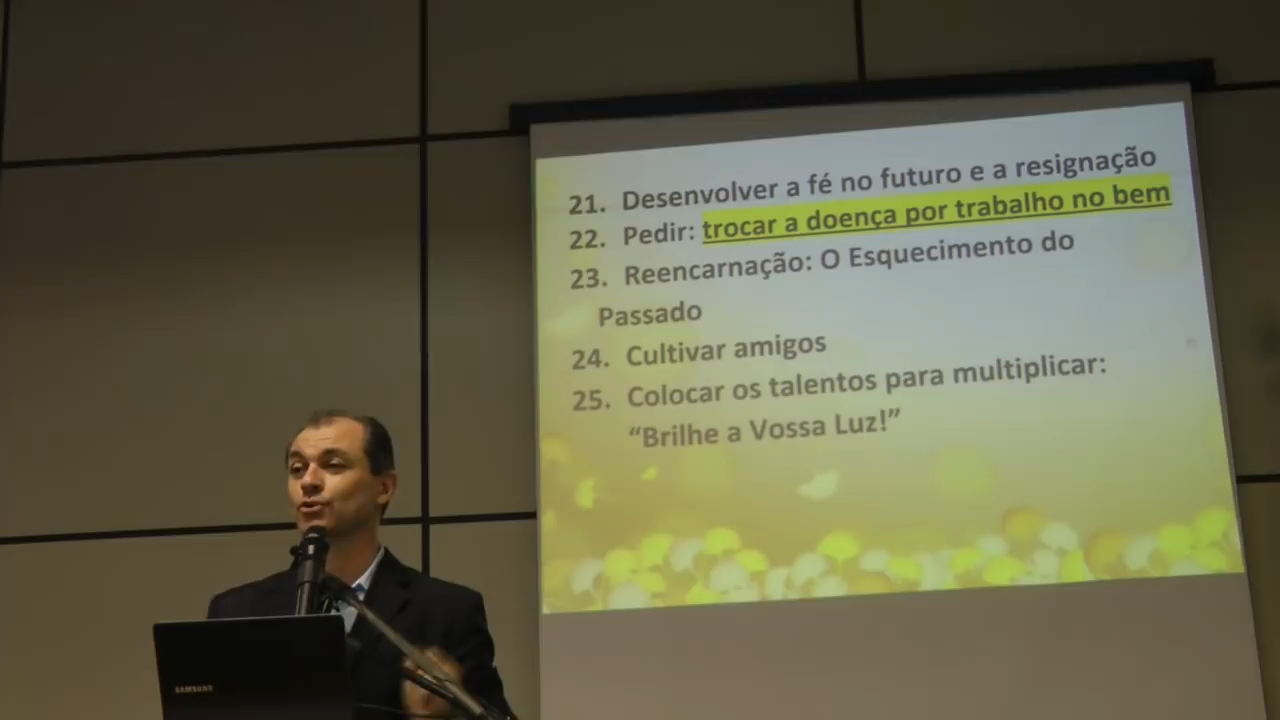 21. Desenvolver a fé no futuro e a resignação
22. Pedir: trocar a doença por trabalho no bem
23. Reencarnação: O Esquecimento do
Passado
24. Cultivar amigos
25. Colocar os talentos para multiplicar:
“Brilhe a Vossa Luz!”
SAMSUNG